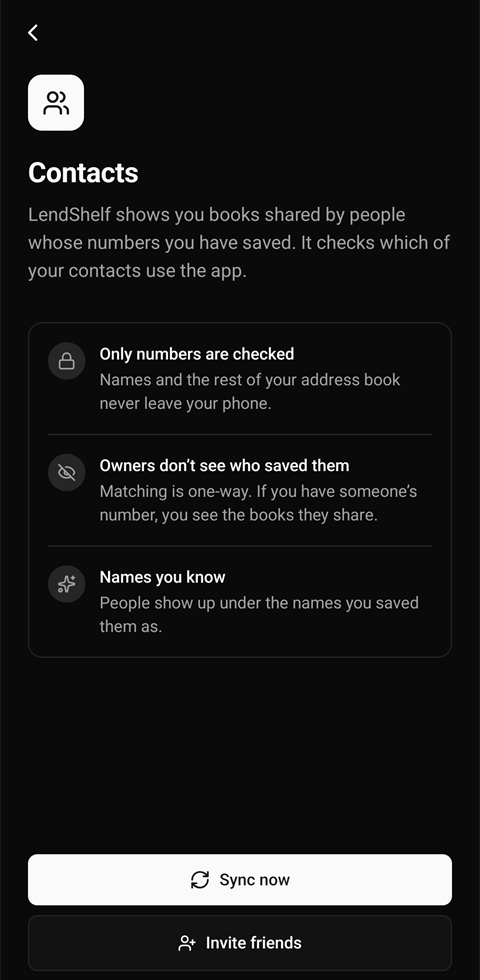 Contacts
LendShelf shows you books shared by people
whose numbers you have saved. It checks which of
your contacts use the app.
Only numbers are checked
Names and the rest of your address book
never leave your phone.
Owners don’t see who saved them
Matching is one-way. If you have someone’s
number, you see the books they share.
Names you know
People show up under the names you saved
them as.
Sync now
Invite friends